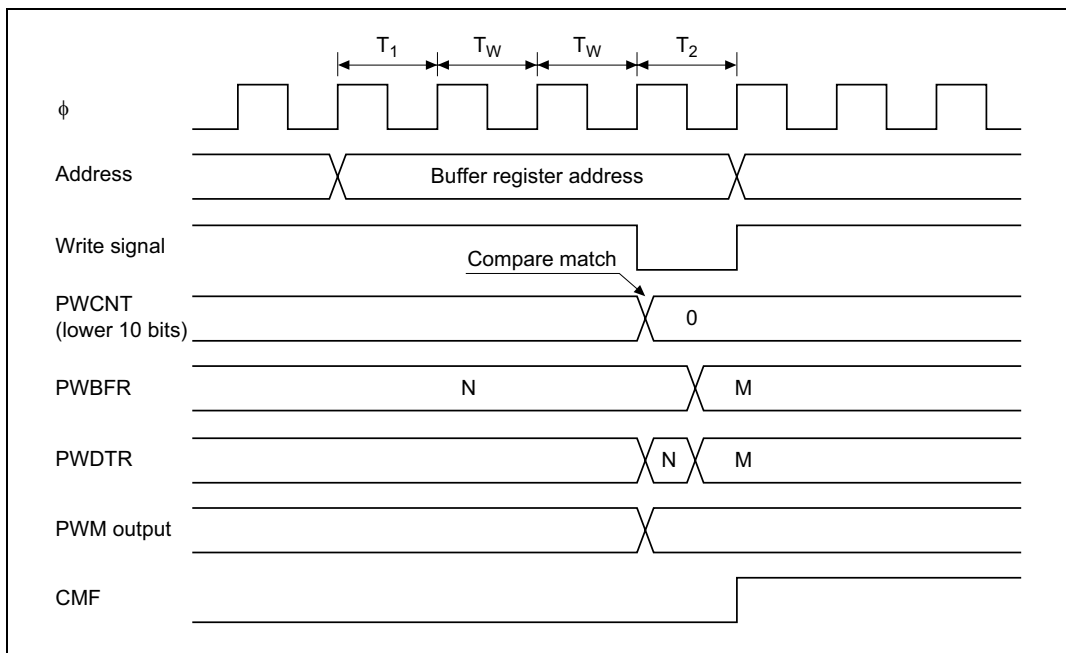 T1 TW TW T2
ϕ
Address
Buffer register address
Write signal
Compare match
PWCNT
(lower 10 bits)
0
PWBFR
N M
PWDTR
N M
PWM output
CMF